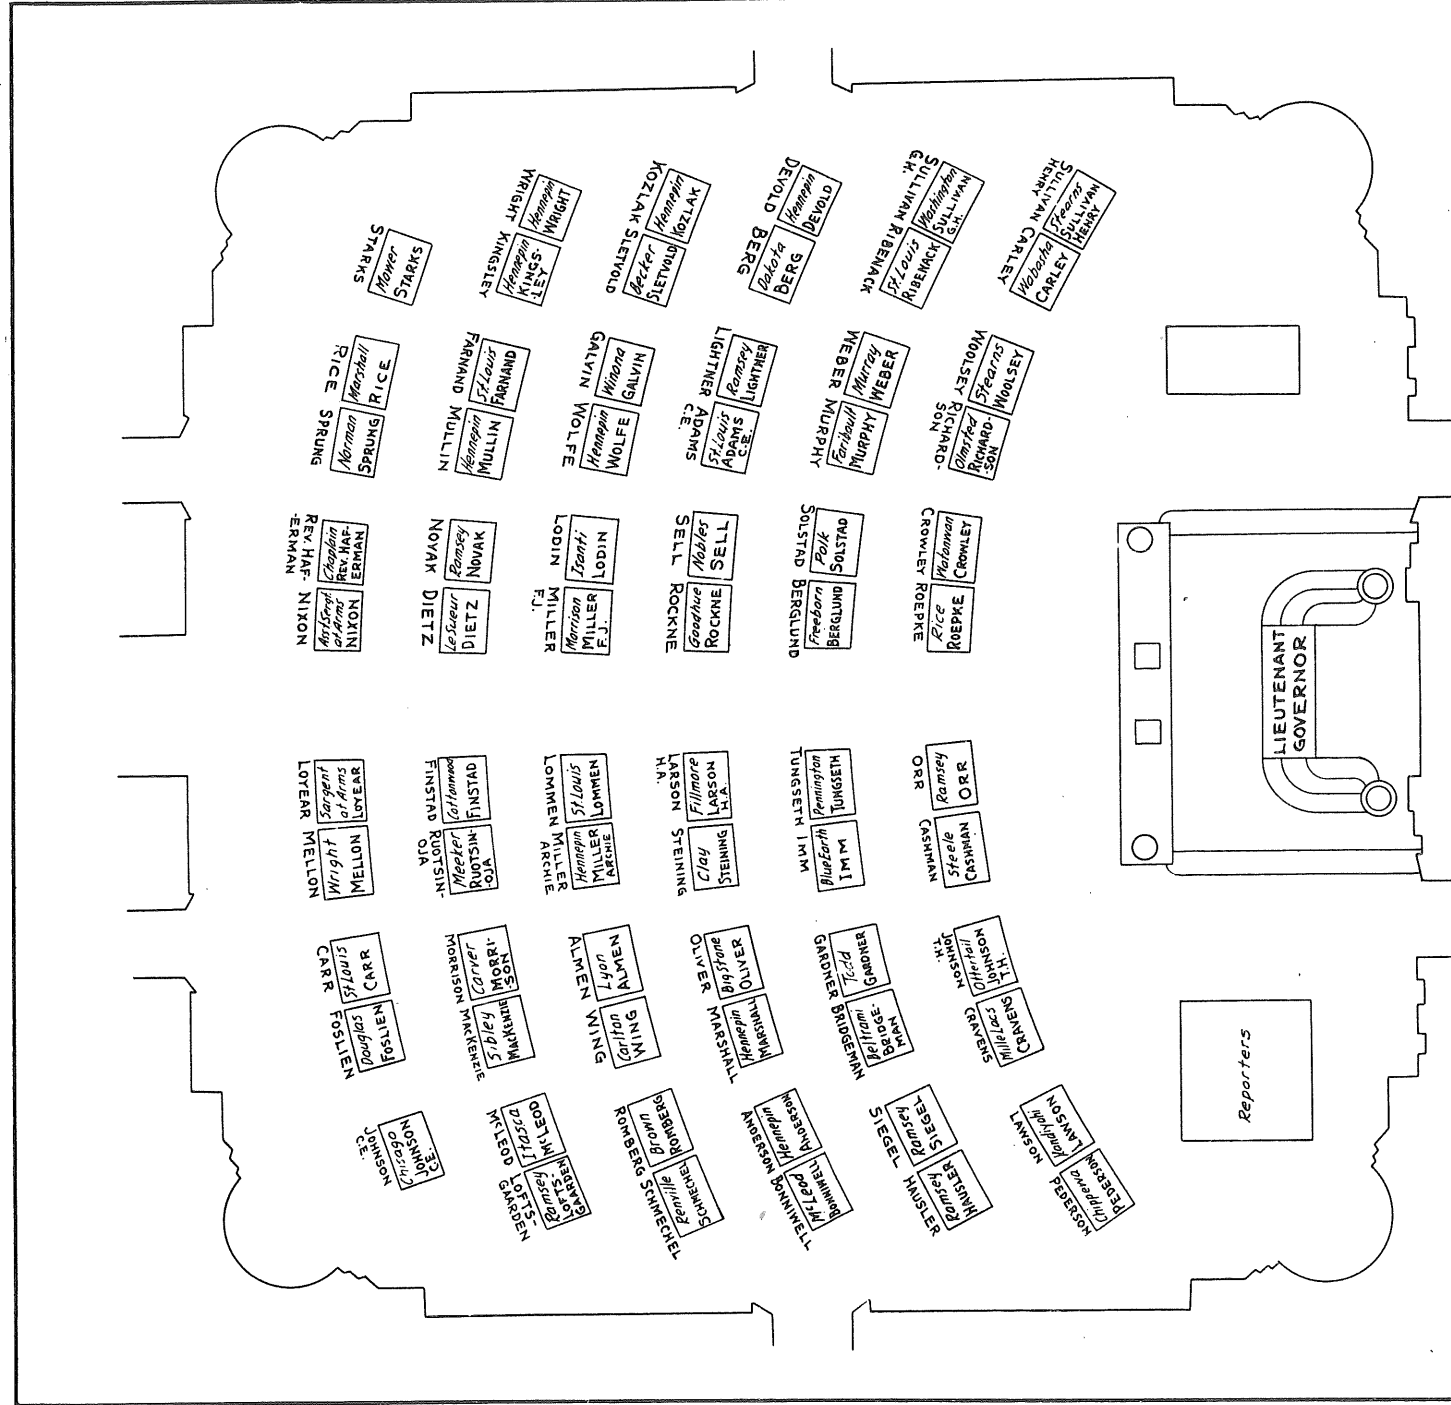 STARKS
Mower
STARKS
WRIGHT
Hennepin
WRIGHT
KINGSLEY
Hennepin
KINGS-
-LEY
KOZLAK
Hennepin
KOZLAK
SLETVOLD
Becker
SLETVOLD
DEVOLD
Hennepin
DEVOLD
BERG
Dakota
BERG
SULLIVAN
G.H.
Washington
SULLIVAN
G.H.
RIBENACK
St. Louis
RIBENACK
SULLIVAN
HENRY
Stearns
SULLIVAN
HENRY
CARLEY
Wabasha
CARLEY
RICE
Marshall
RICE
SPRUNG
Norman
SPRUNG
FARNAND
St Louis
FARNAND
MULLIN
Hennepin
MULLIN
GALVIN
Winona
GALVIN
WOLFE
Hennepin
WOLFE
LIGHTNER
Ramsey
LIGHTNER
ADAMS
C.E.
St. Louis
ADAMS
C.E.
WEBER
Murray
WEBER
MURPHY
Faribault
MURPHY
WOOLSEY
Stearns
WOOLSEY
RICHARD-
SON
Olmsted
RICHARD-
-SON
REV. HAF-
-ERMAN
Chaplain
REV. HAF-
ERMAN
NIXON
Asst Sergt.
at Arms
NIXON
NOVAK
Ramsey
NOVAK
DIETZ
Le Sueur
DIETZ
LODIN
Isanti
LODIN
MILLER
F.J.
Morrison
MILLER
F.J.
SELL
Nobles
SELL
ROCKNE
Goodhue
ROCKNE
SOLSTAD
Polk
SOLSTAD
BERGLUND
Freeborn
BERGLUND
CROWLEY
Watonwan
CROWLEY
ROEPKE
Rice
ROEPKE
LIEUTENANT
GOVERNOR
LOYEAR
Sargent
at Arms
LOYEAR
MELLON
Wright
MELLON
FINSTAD
Cottonwood
FINSTAD
RUOTSIN-
OJA
Meeker
RUOTSIN-
-OJA
LOMMEN
St. Louis
LOMMEN
MILLER
ARCHIE
Hennepin
MILLER
ARCHIE
LARSON
H.A.
Fillmore
LARSON
H.A.
STEINING
Clay
STEINING
TUNGSETH
Pennington
TUNGSETH
IMM
Blue Earth
IMM
ORR
Ramsey
ORR
CASHMAN
Steele
CASHMAN
CARR
St Louis
CARR
FOSLIEN
Douglas
FOSLIEN
MORRISON
Carver
MORRI-
-SON
MACKENZIE
Sibley
MACKENZIE
ALMEN
Lyon
ALMEN
WING
Carlton
WING
OLIVER
Big Stone
OLIVER
MARSHALL
Hennepin
MARSHALL
GARDNER
Todd
GARDNER
BRIDGEMAN
Beltrami
BRIDGE-
MAN
JOHNSON
T.H.
Ottertail
JOHNSON
T.H.
CRAVENS
Mille Lacs
CRAVENS
Reporters
JOHNSON
C.E.
Chisago
JOHNSON
C.E.
MCLEOD
Itasca
MCLEOD
LOFTS-
GAARDEN
Ramsey
LOFTS-
GAARDEN
ROMBERG
Brown
ROMBERG
SCHMECHEL
Renville
SCHMECHEL
ANDERSON
Hennepin
ANDERSON
BONNIWELL
McLeod
BONNIWELL
SIEGEL
Ramsey
SIEGEL
HAUSLER
Ramsey
HAUSLER
LAWSON
Kandiyohi
LAWSON
PEDERSON
Chippewa
PEDERSON